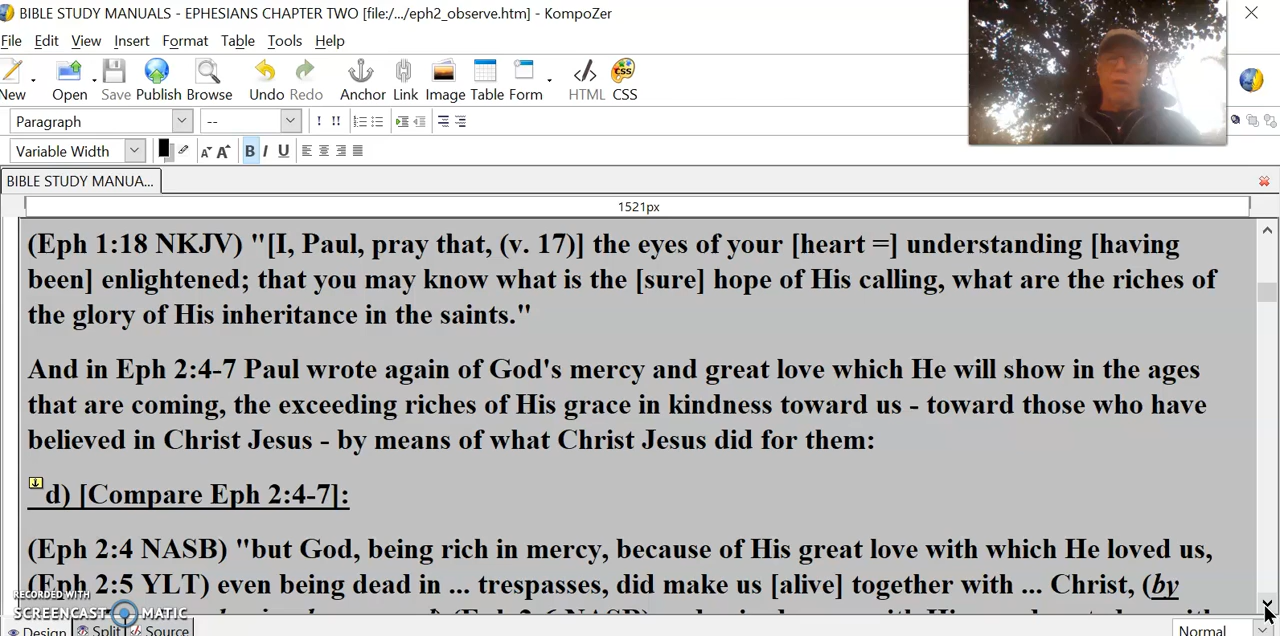 BIBLE STUDY MANUALS - EPHESIANS CHAPTER TWO [file:/.../eph2_observe.htm] - KompoZer
File Edit View Insert Format Table Tools Help
New Open Save Publish Browse Undo Redo Anchor Link Image Table Form HTML CSS
Paragraph --
Variable Width B I U
BIBLE STUDY MANUA...
1521px
(Eph 1:18 NKJV) "[I, Paul, pray that, (v. 17)] the eyes of your [heart =] understanding [having
been] enlightened; that you may know what is the [sure] hope of His calling, what are the riches of
the glory of His inheritance in the saints."
And in Eph 2:4-7 Paul wrote again of God's mercy and great love which He will show in the ages
that are coming, the exceeding riches of His grace in kindness toward us - toward those who have
believed in Christ Jesus - by means of what Christ Jesus did for them:
d) [Compare Eph 2:4-7]:
(Eph 2:4 NASB) "but God, being rich in mercy, because of His great love with which He loved us,
(Eph 2:5 YLT) even being dead in ... trespasses, did make us [alive] together with ... Christ, (by
RECORDED WITH
SCREENCAST MATIC
Design Split Source Normal